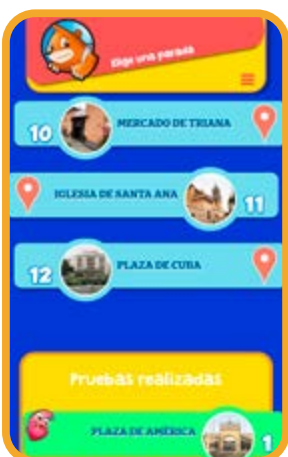 Elige una parada
10 MERCADO DE TRIANA
IGLESIA DE SANTA ANA 11
12 PLAZA DE CUBA
Pruebas realizadas
PLAZA DE AMÉRICA 1